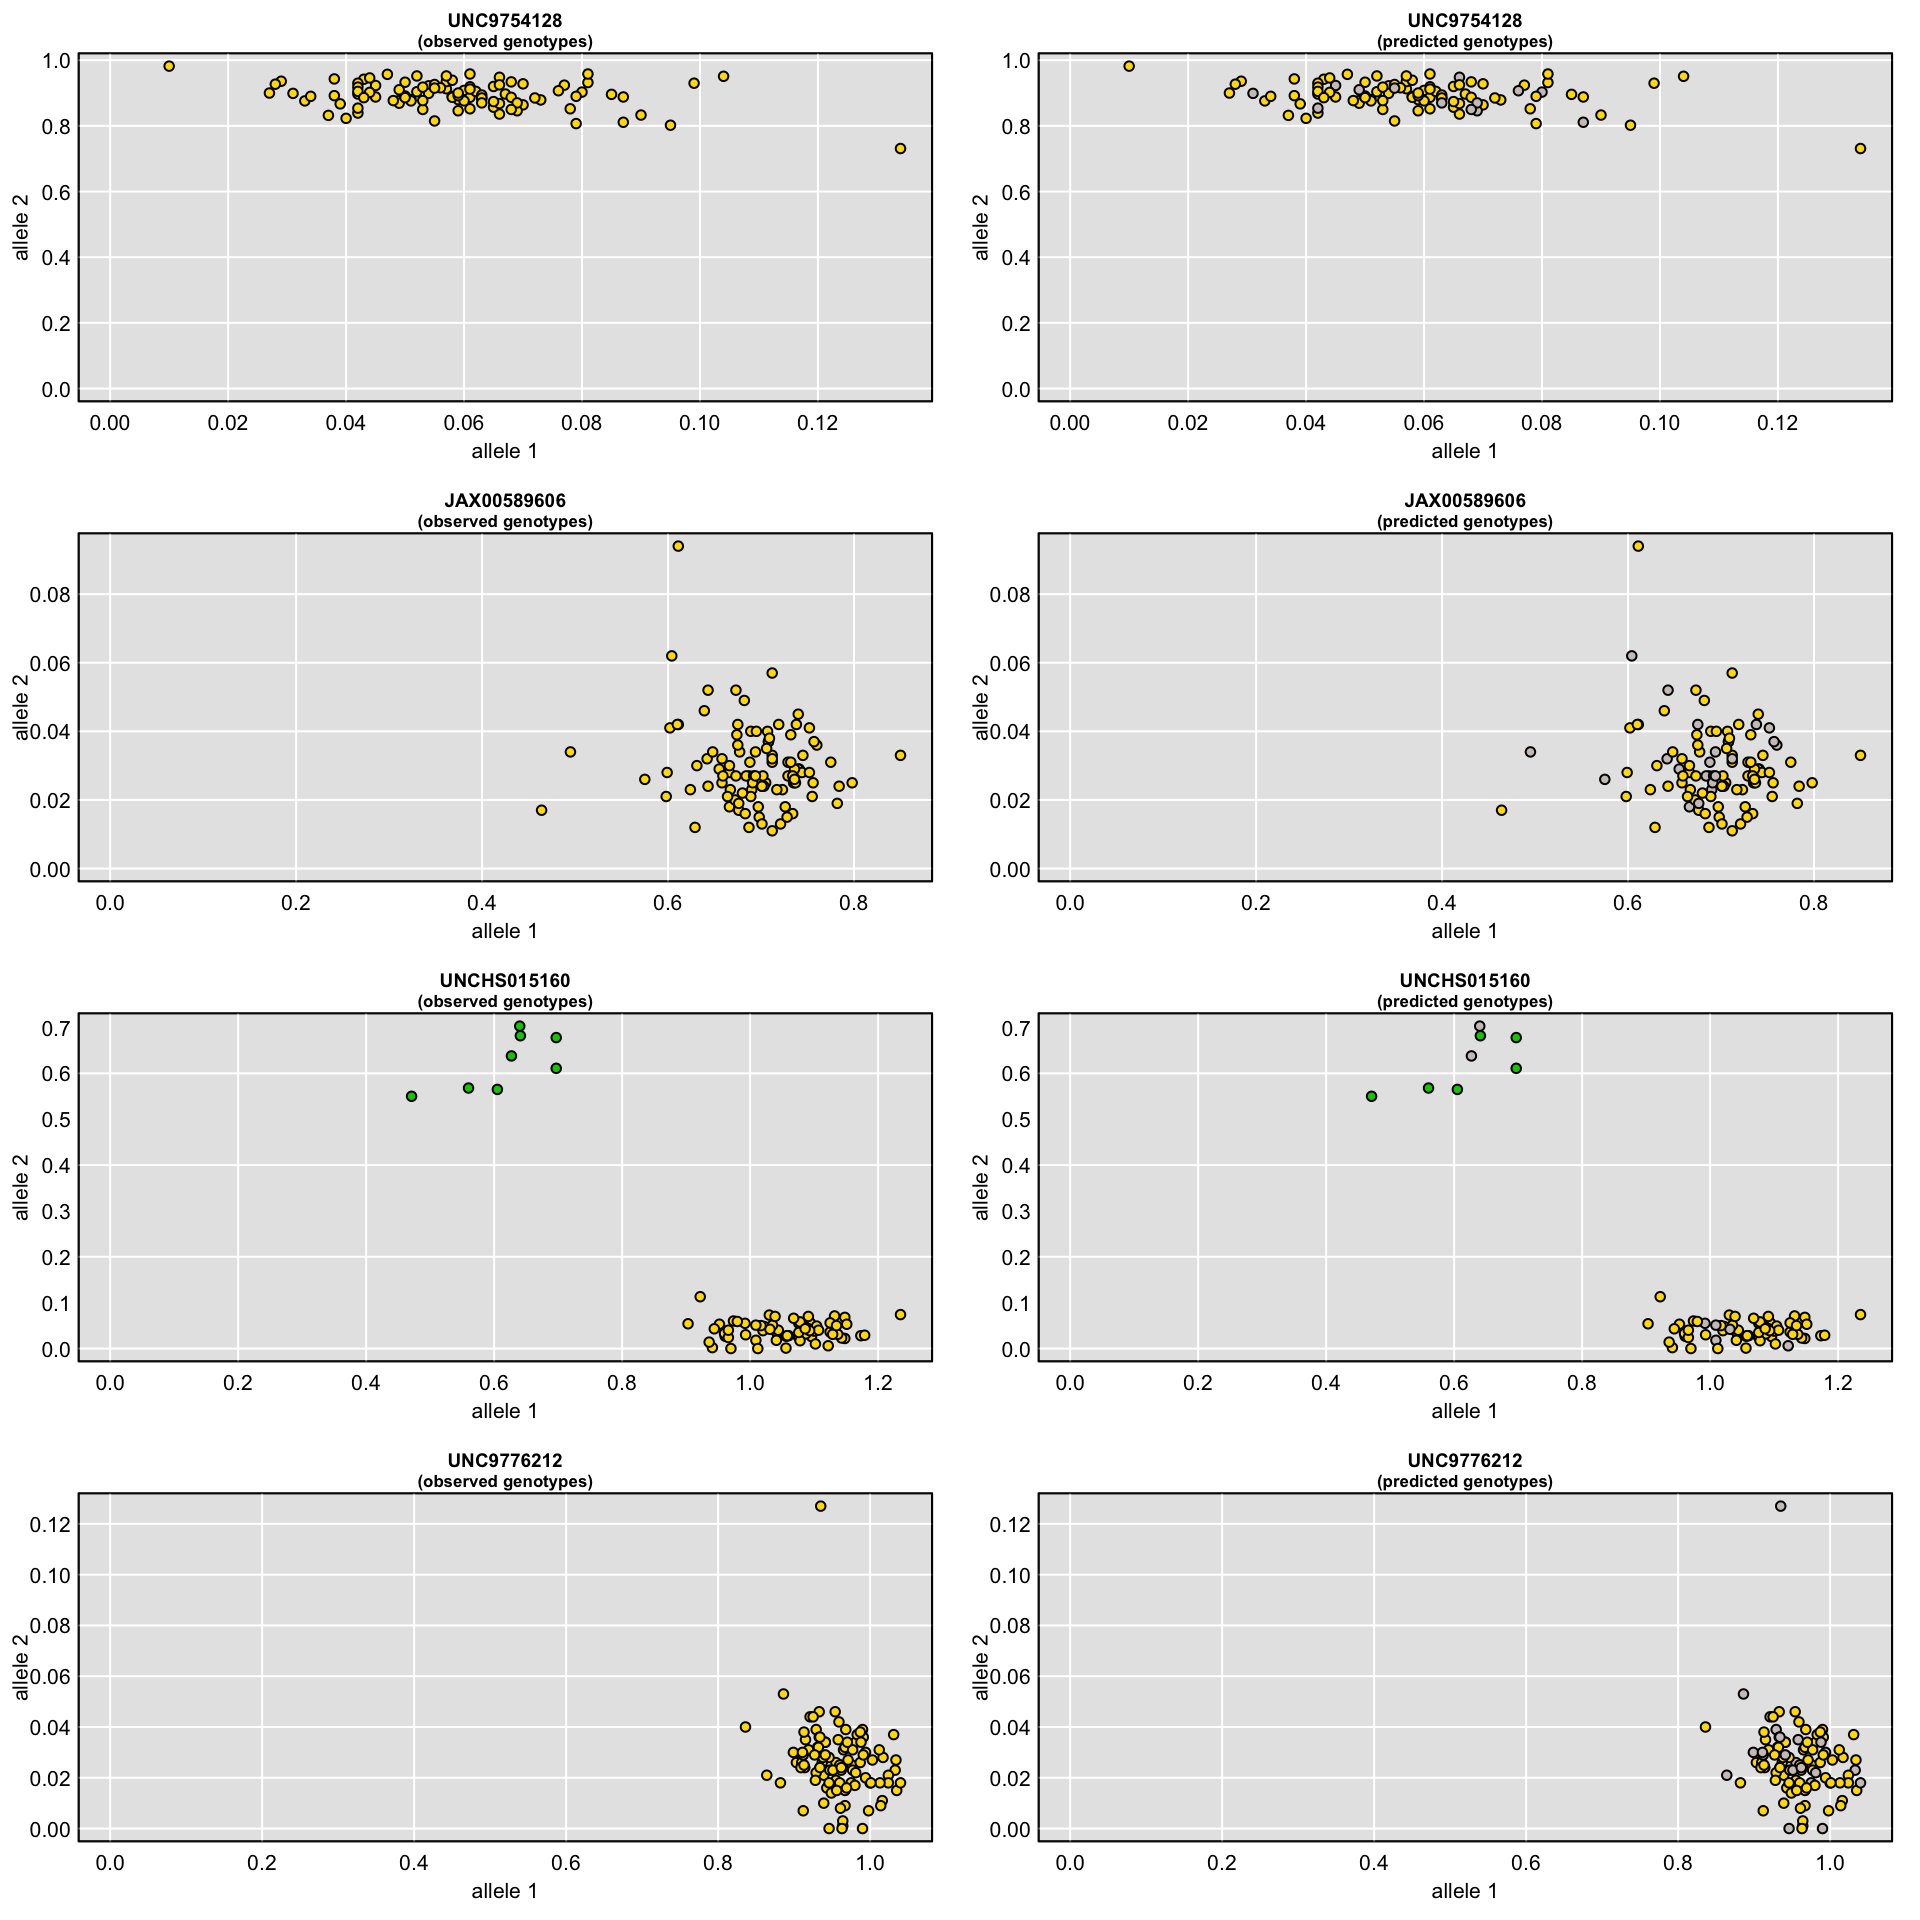 UNC9754128
(observed genotypes)
1.0
0.8
0.6
0.4
0.2
0.0
allele 2
0.00 0.02 0.04 0.06 0.08 0.10 0.12
allele 1
UNC9754128
(predicted genotypes)
1.0
0.8
0.6
0.4
0.2
0.0
allele 2
0.00 0.02 0.04 0.06 0.08 0.10 0.12
allele 1
JAX00589606
(observed genotypes)
0.08
0.06
0.04
0.02
0.00
allele 2
0.0 0.2 0.4 0.6 0.8
allele 1
JAX00589606
(predicted genotypes)
0.08
0.06
0.04
0.02
0.00
allele 2
0.0 0.2 0.4 0.6 0.8
allele 1
UNCHS015160
(observed genotypes)
0.7
0.6
0.5
0.4
0.3
0.2
0.1
0.0
allele 2
0.0 0.2 0.4 0.6 0.8 1.0 1.2
allele 1
UNCHS015160
(predicted genotypes)
0.7
0.6
0.5
0.4
0.3
0.2
0.1
0.0
allele 2
0.0 0.2 0.4 0.6 0.8 1.0 1.2
allele 1
UNC9776212
(observed genotypes)
0.12
0.10
0.08
0.06
0.04
0.02
0.00
allele 2
0.0 0.2 0.4 0.6 0.8 1.0
allele 1
UNC9776212
(predicted genotypes)
0.12
0.10
0.08
0.06
0.04
0.02
0.00
allele 2
0.0 0.2 0.4 0.6 0.8 1.0
allele 1